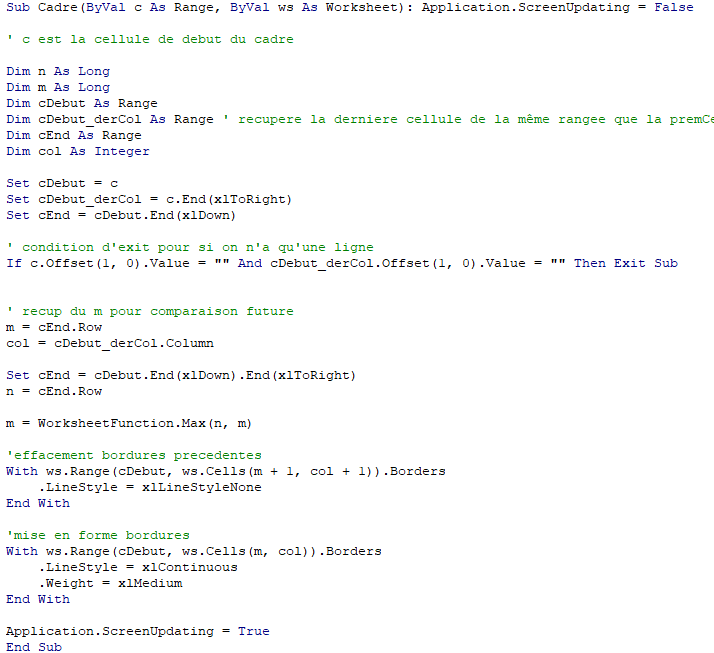 Sub Cadre(ByVal c As Range, ByVal ws As Worksheet): Application.ScreenUpdating = False
' c est la cellule de debut du cadre
Dim n As Long
Dim m As Long
Dim cDebut As Range
Dim cDebut_derCol As Range ' recupere la derniere cellule de la même rangee que la premCe
Dim cEnd As Range
Dim col As Integer
Set cDebut = c
Set cDebut_derCol = c.End(xlToRight)
Set cEnd = cDebut.End(xlDown)
' condition d'exit pour si on n'a qu'une ligne
If c.Offset(1, 0).Value = "" And cDebut_derCol.Offset(1, 0).Value = "" Then Exit Sub
' recup du m pour comparaison future
m = cEnd.Row
col = cDebut_derCol.Column
Set cEnd = cDebut.End(xlDown).End(xlToRight)
n = cEnd.Row
m = WorksheetFunction.Max(n, m)
'effacement bordures precedentes
With ws.Range(cDebut, ws.Cells(m + 1, col + 1)).Borders
    .LineStyle = xlLineStyleNone
End With
'mise en forme bordures
With ws.Range(cDebut, ws.Cells(m, col)).Borders
    .LineStyle = xlContinuous
    .Weight = xlMedium
End With
Application.ScreenUpdating = True
End Sub